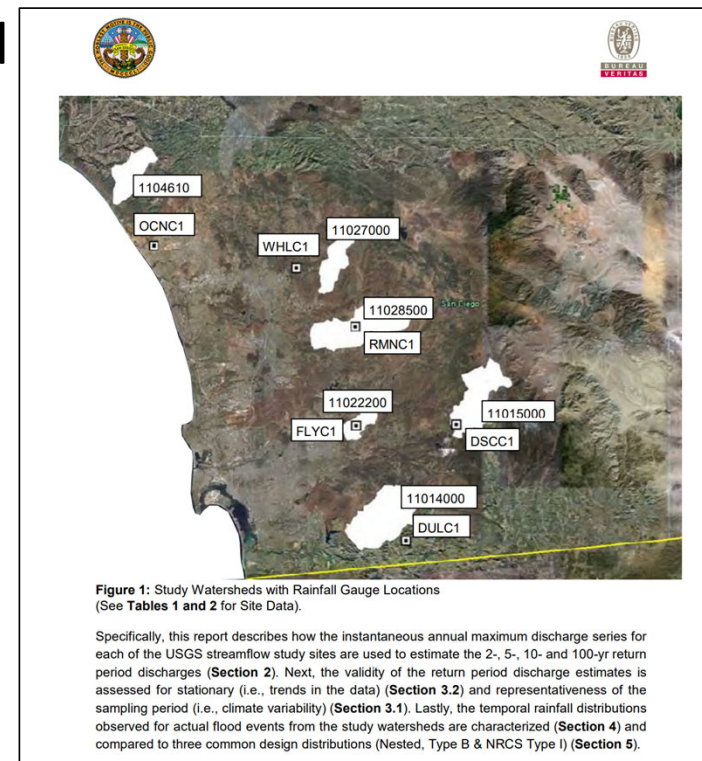 BUREAU
VERITAS
1104610
OCNC1
11027000
WHLC1
San Diego
11028500
RMNC1
11022200
11015000
FLYC1
DSCC1
11014000
DULC1
Figure 1: Study Watersheds with Rainfall Gauge Locations
(See Tables 1 and 2 for Site Data).
Specifically, this report describes how the instantaneous annual maximum discharge series for
each of the USGS streamflow study sites are used to estimate the 2-, 5-, 10- and 100-yr return
period discharges (Section 2). Next, the validity of the return period discharge estimates is
assessed for stationary (i.e., trends in the data) (Section 3.2) and representativeness of the
sampling period (i.e., climate variability) (Section 3.1). Lastly, the temporal rainfall distributions
observed for actual flood events from the study watersheds are characterized (Section 4) and
compared to three common design distributions (Nested, Type B & NRCS Type I) (Section 5).